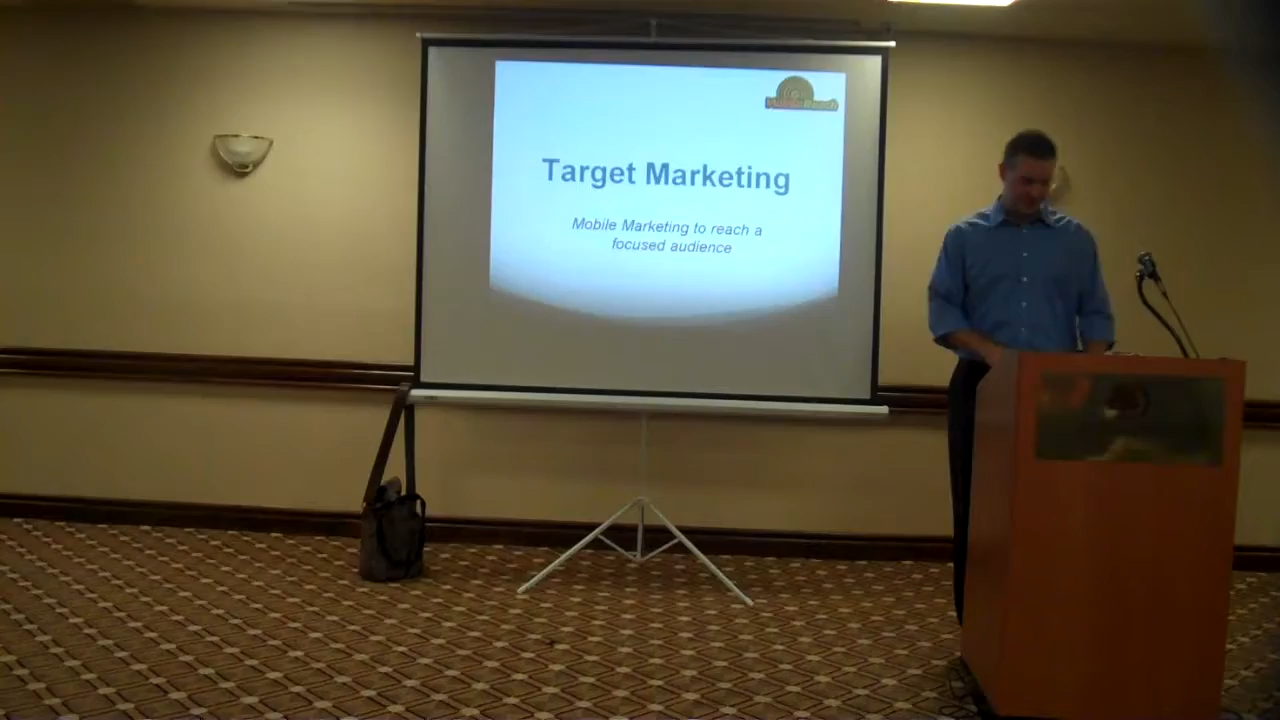 Target Marketing
Mobile Marketing to reach a
focused audience